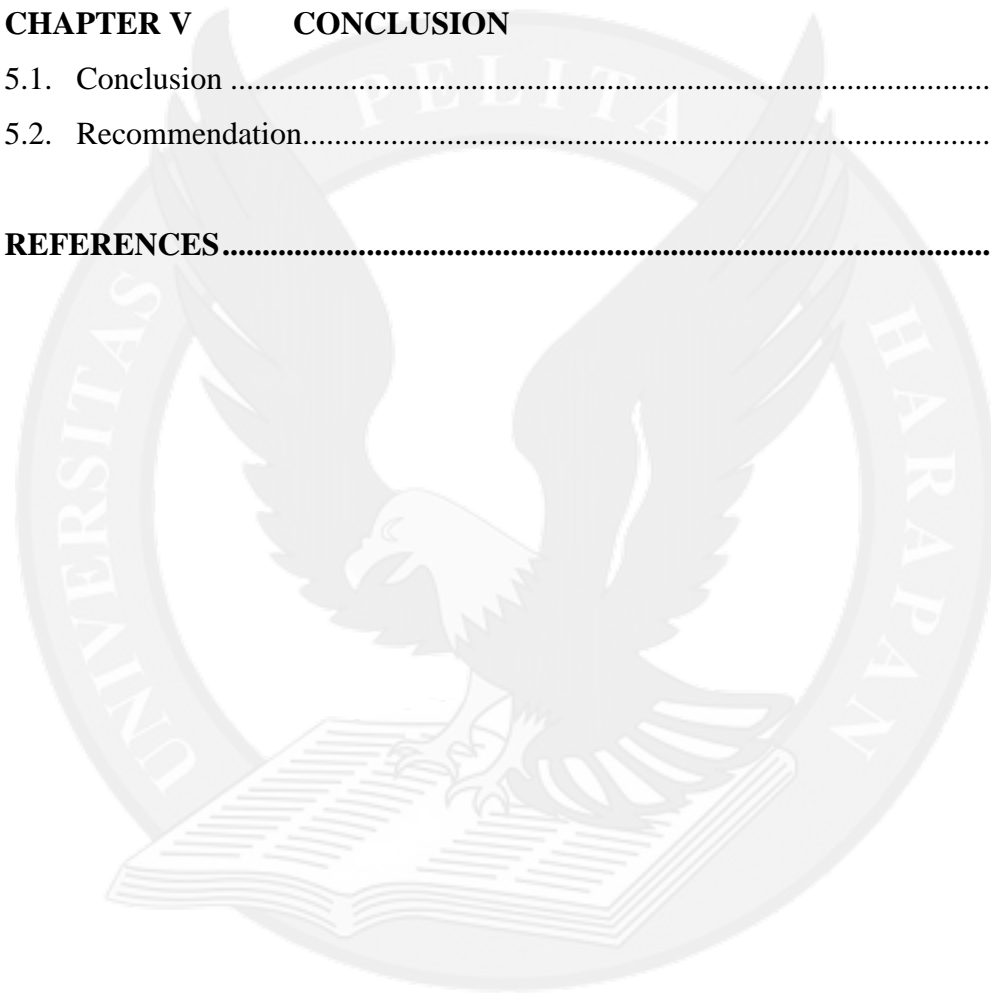 CHAPTER V CONCLUSION
5.1. Conclusion ................................................................................................
5.2. Recommendation.......................................................................................
REFERENCES.................................................................................................
UNIVERSITAS PELITA HARAPAN